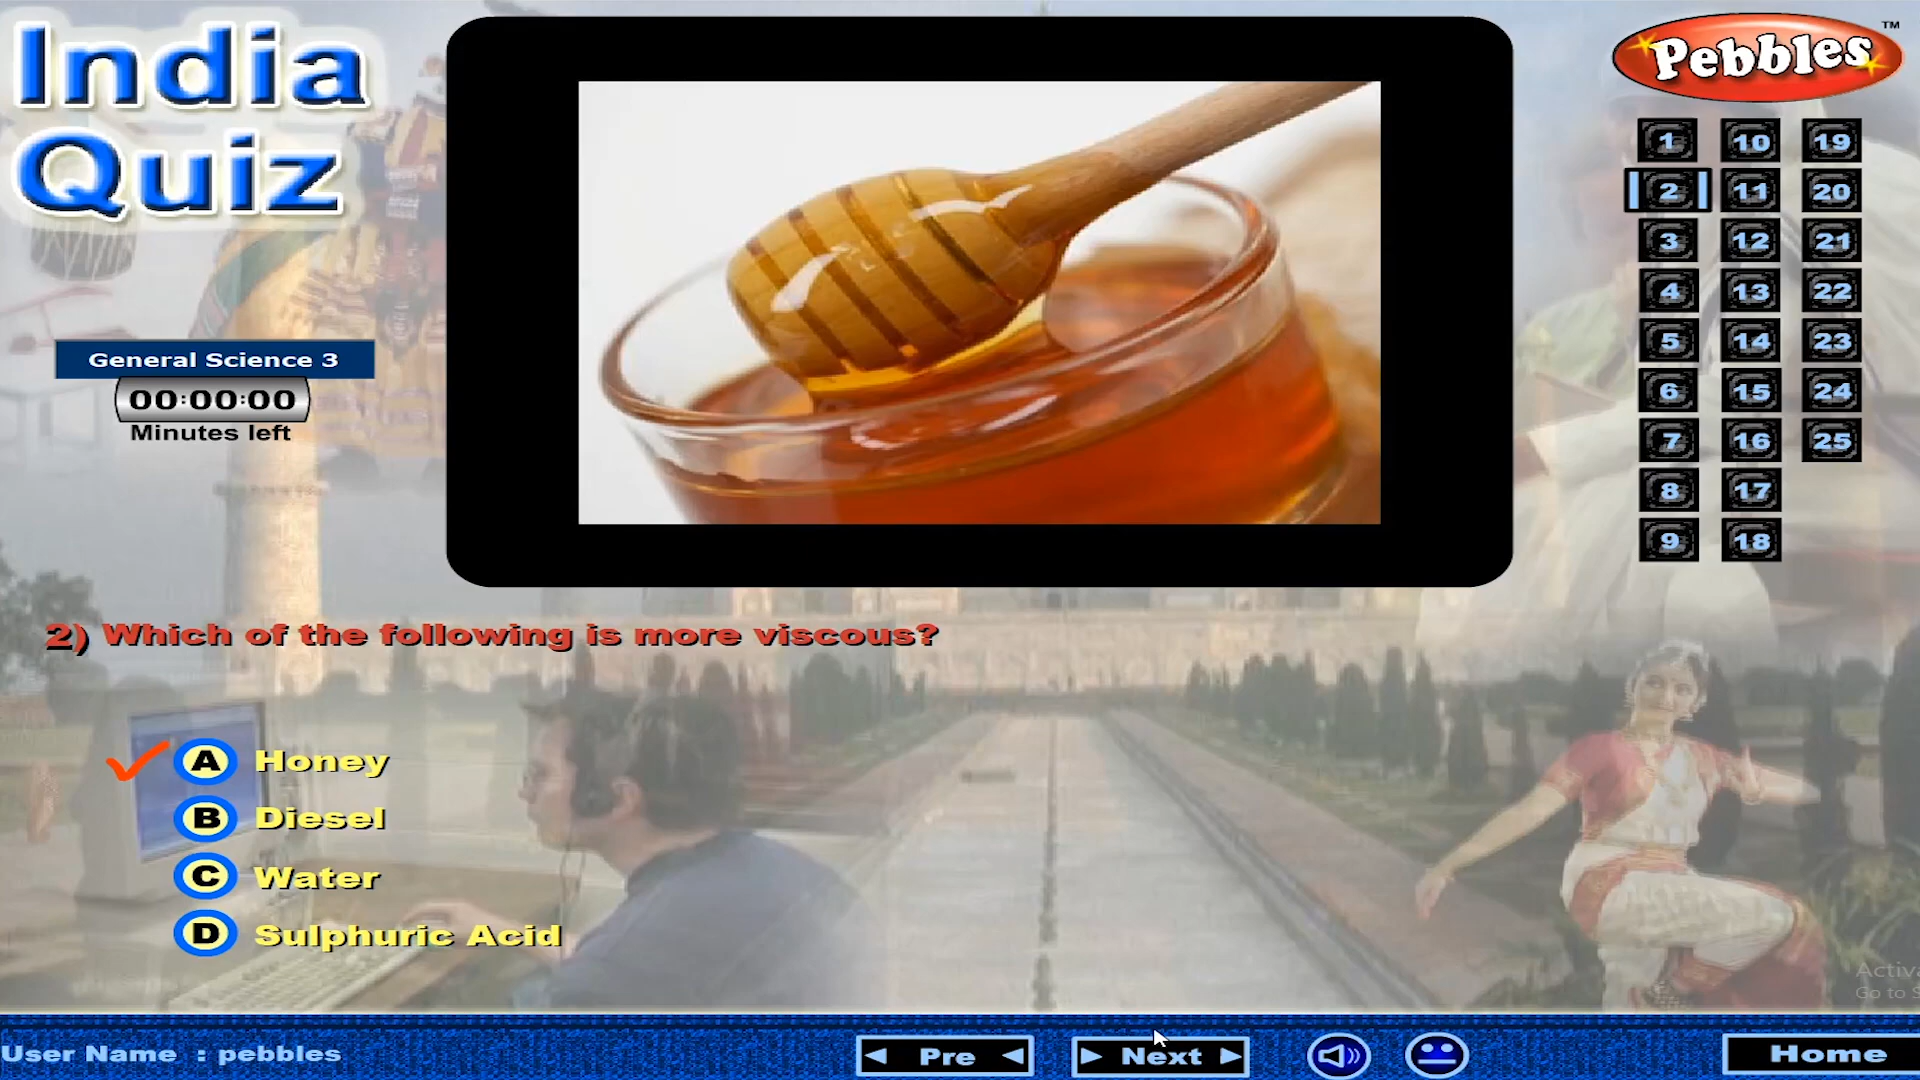 India
Quiz
Pebbles
TM
General Science 3
00:00:00
Minutes left
1 10 19
2 11 20
3 12 21
4 13 22
5 14 23
6 15 24
7 16 25
8 17
9 18
2) Which of the following is more viscous?
A Honey
B Diesel
C Water
D Sulphuric Acid
User Name : pebbles
Pre
Next
Home